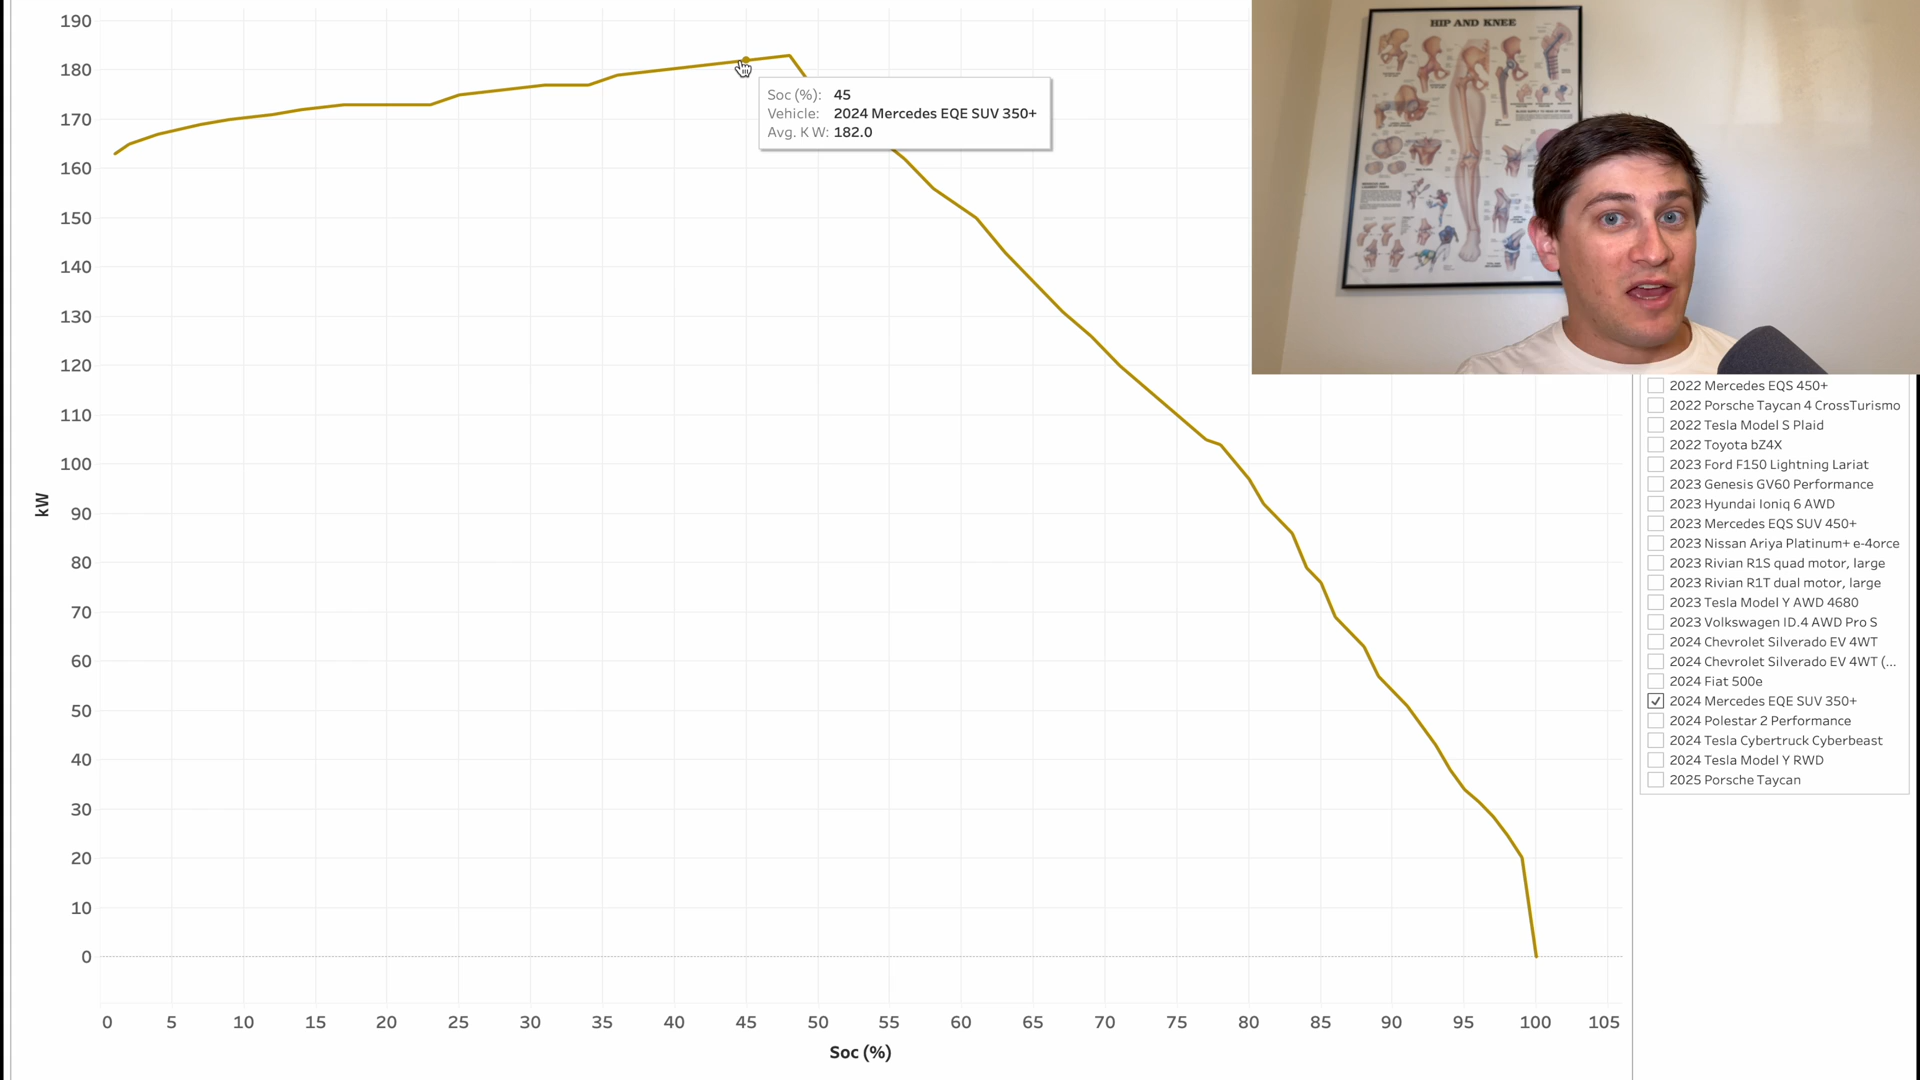 190
180
170
160
150
140
130
120
110
100
90
80
70
60
50
40
30
20
10
0
kW
0 5 10 15 20 25 30 35 40 45 50 55 60 65 70 75 80 85 90 95 100 105
Soc (%)
Soc (%): 45
Vehicle: 2024 Mercedes EQE SUV 350+
Avg. KW: 182.0
HIP AND KNEE
2022 Mercedes EQS 450+
2022 Porsche Taycan 4 CrossTurismo
2022 Tesla Model S Plaid
2022 Toyota bZ4X
2023 Ford F150 Lightning Lariat
2023 Genesis GV60 Performance
2023 Hyundai Ioniq 6 AWD
2023 Mercedes EQS SUV 450+
2023 Nissan Ariya Platinum+ e-4orce
2023 Rivian R1S quad motor, large
2023 Rivian R1T dual motor, large
2023 Tesla Model Y AWD 4680
2023 Volkswagen ID.4 AWD Pro S
2024 Chevrolet Silverado EV 4WT
2024 Chevrolet Silverado EV 4WT (...
2024 Fiat 500e
2024 Mercedes EQE SUV 350+
2024 Polestar 2 Performance
2024 Tesla Cybertruck Cyberbeast
2024 Tesla Model Y RWD
2025 Porsche Taycan